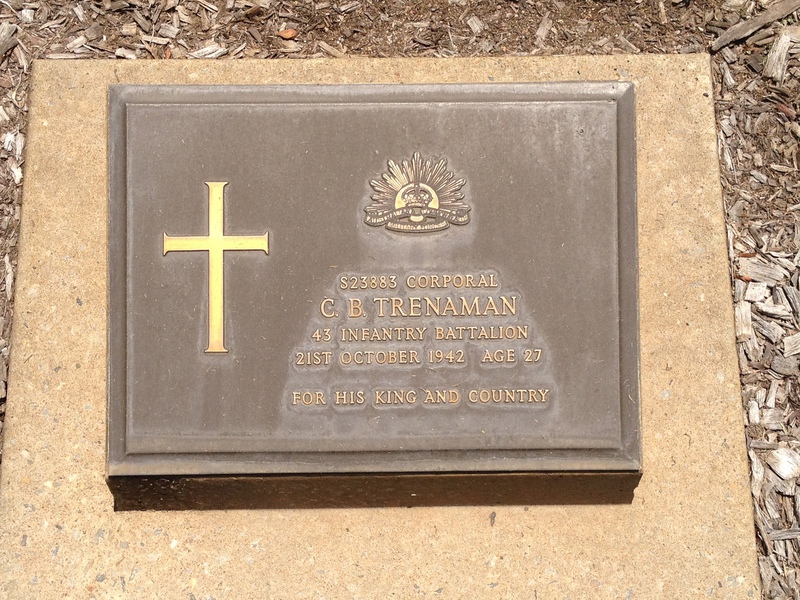 S23883 CORPORAL
C. B. TRENAMAN
43 INFANTRY BATTALION
21ST OCTOBER 1942 AGE 27
FOR HIS KING AND COUNTRY